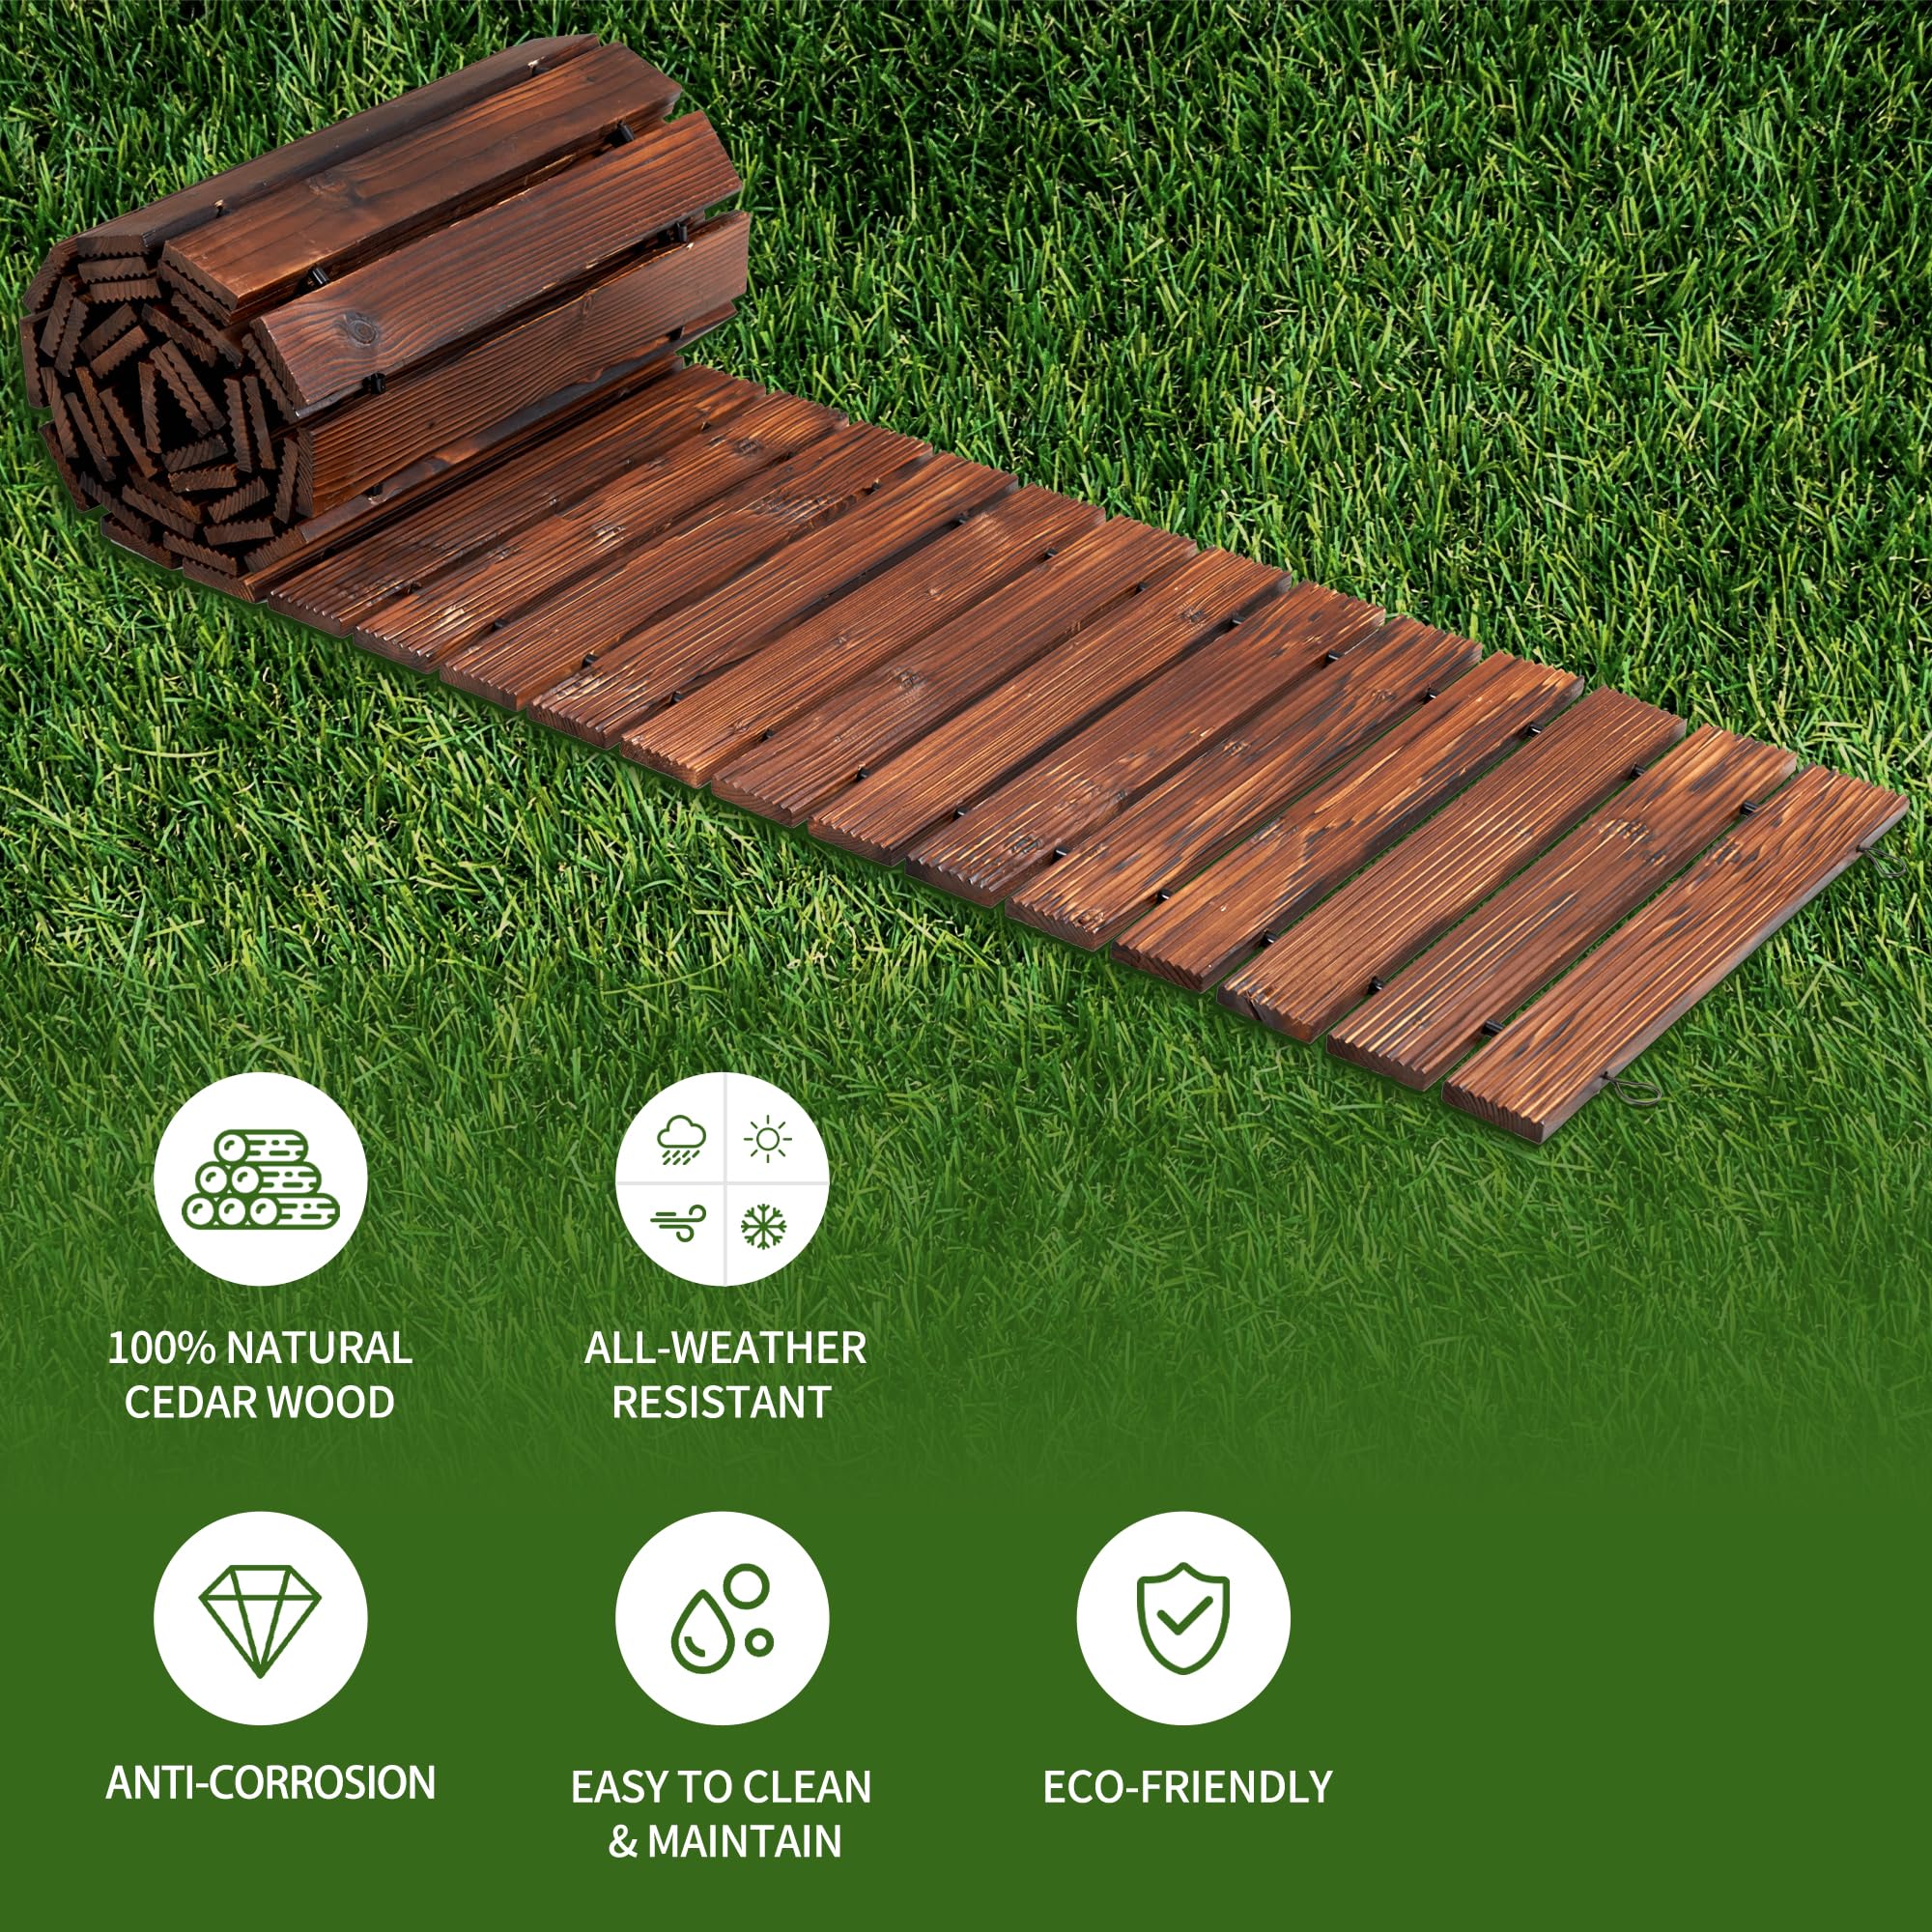 100% NATURAL
CEDAR WOOD
ALL-WEATHER
RESISTANT
ANTI-CORROSION
EASY TO CLEAN
& MAINTAIN
ECO-FRIENDLY